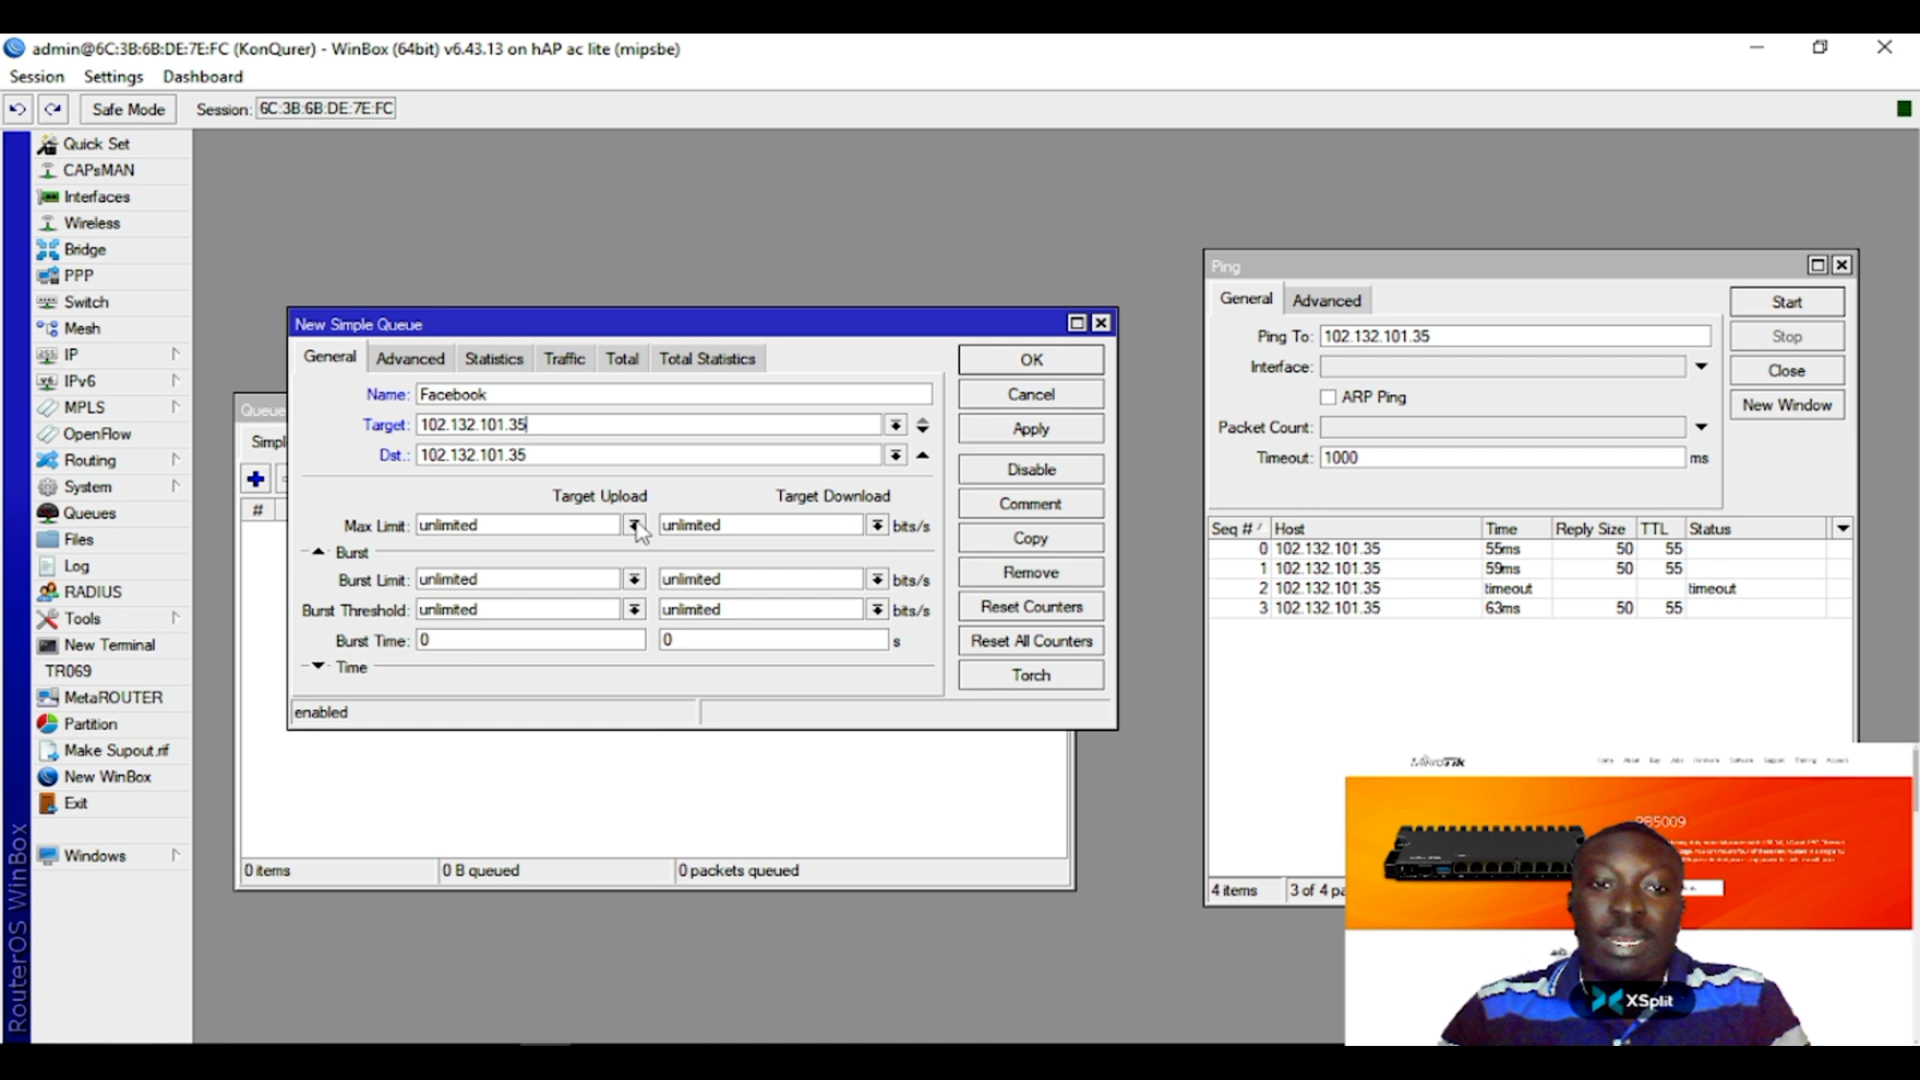 admin@6C:3B:6B:DE:7E:FC (KonQurer) - WinBox (64bit) v6.43.13 on hAP ac lite (mipsbe)
Session Settings Dashboard
Safe Mode Session: 6C:3B:6B:DE:7E:FC
Quick Set
CAPsMAN
Interfaces
Wireless
Bridge
PPP
Switch
Mesh
IP
IPv6
MPLS
OpenFlow
Routing
System
Queues
Files
Log
RADIUS
Tools
New Terminal
TR069
MetaROUTER
Partition
Make Supout.rif
New WinBox
Exit
Windows
RouterOS WinBox
Queue
Simpl
#
0 items 0 B queued 0 packets queued
New Simple Queue
General Advanced Statistics Traffic Total Total Statistics
Name: Facebook
Target: 102.132.101.35
Dst.: 102.132.101.35
Target Upload Target Download
Max Limit: unlimited unlimited bits/s
Burst
Burst Limit: unlimited unlimited bits/s
Burst Threshold: unlimited unlimited bits/s
Burst Time: 0 0 s
Time
enabled
OK
Cancel
Apply
Disable
Comment
Copy
Remove
Reset Counters
Reset All Counters
Torch
Ping
General Advanced
Ping To: 102.132.101.35
Interface:
ARP Ping
Packet Count:
Timeout: 1000 ms
Start
Stop
Close
New Window
Seq # Host Time Reply Size TTL Status
0 102.132.101.35 55ms 50 55
1 102.132.101.35 59ms 50 55
2 102.132.101.35 timeout timeout
3 102.132.101.35 63ms 50 55
4 items 3 of 4 pa
MikroTik
XSplit